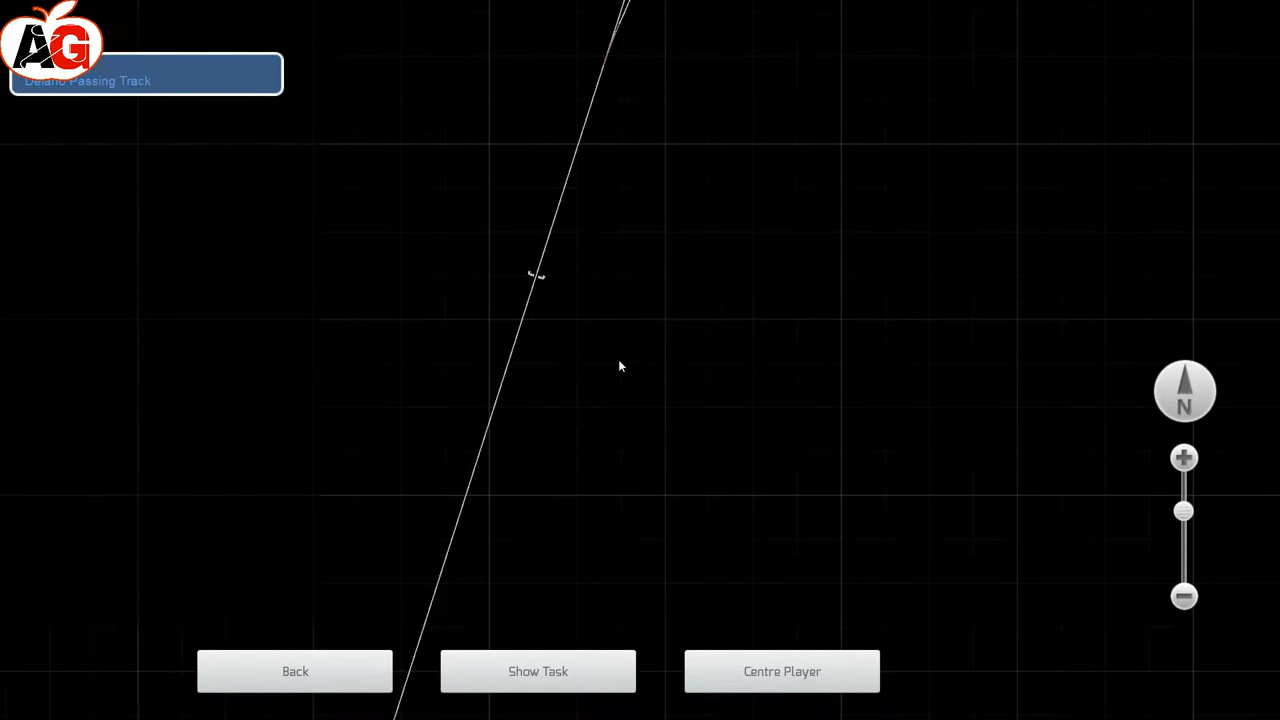 AG
Delano Passing Track
N
Back
Show Task
Centre Player